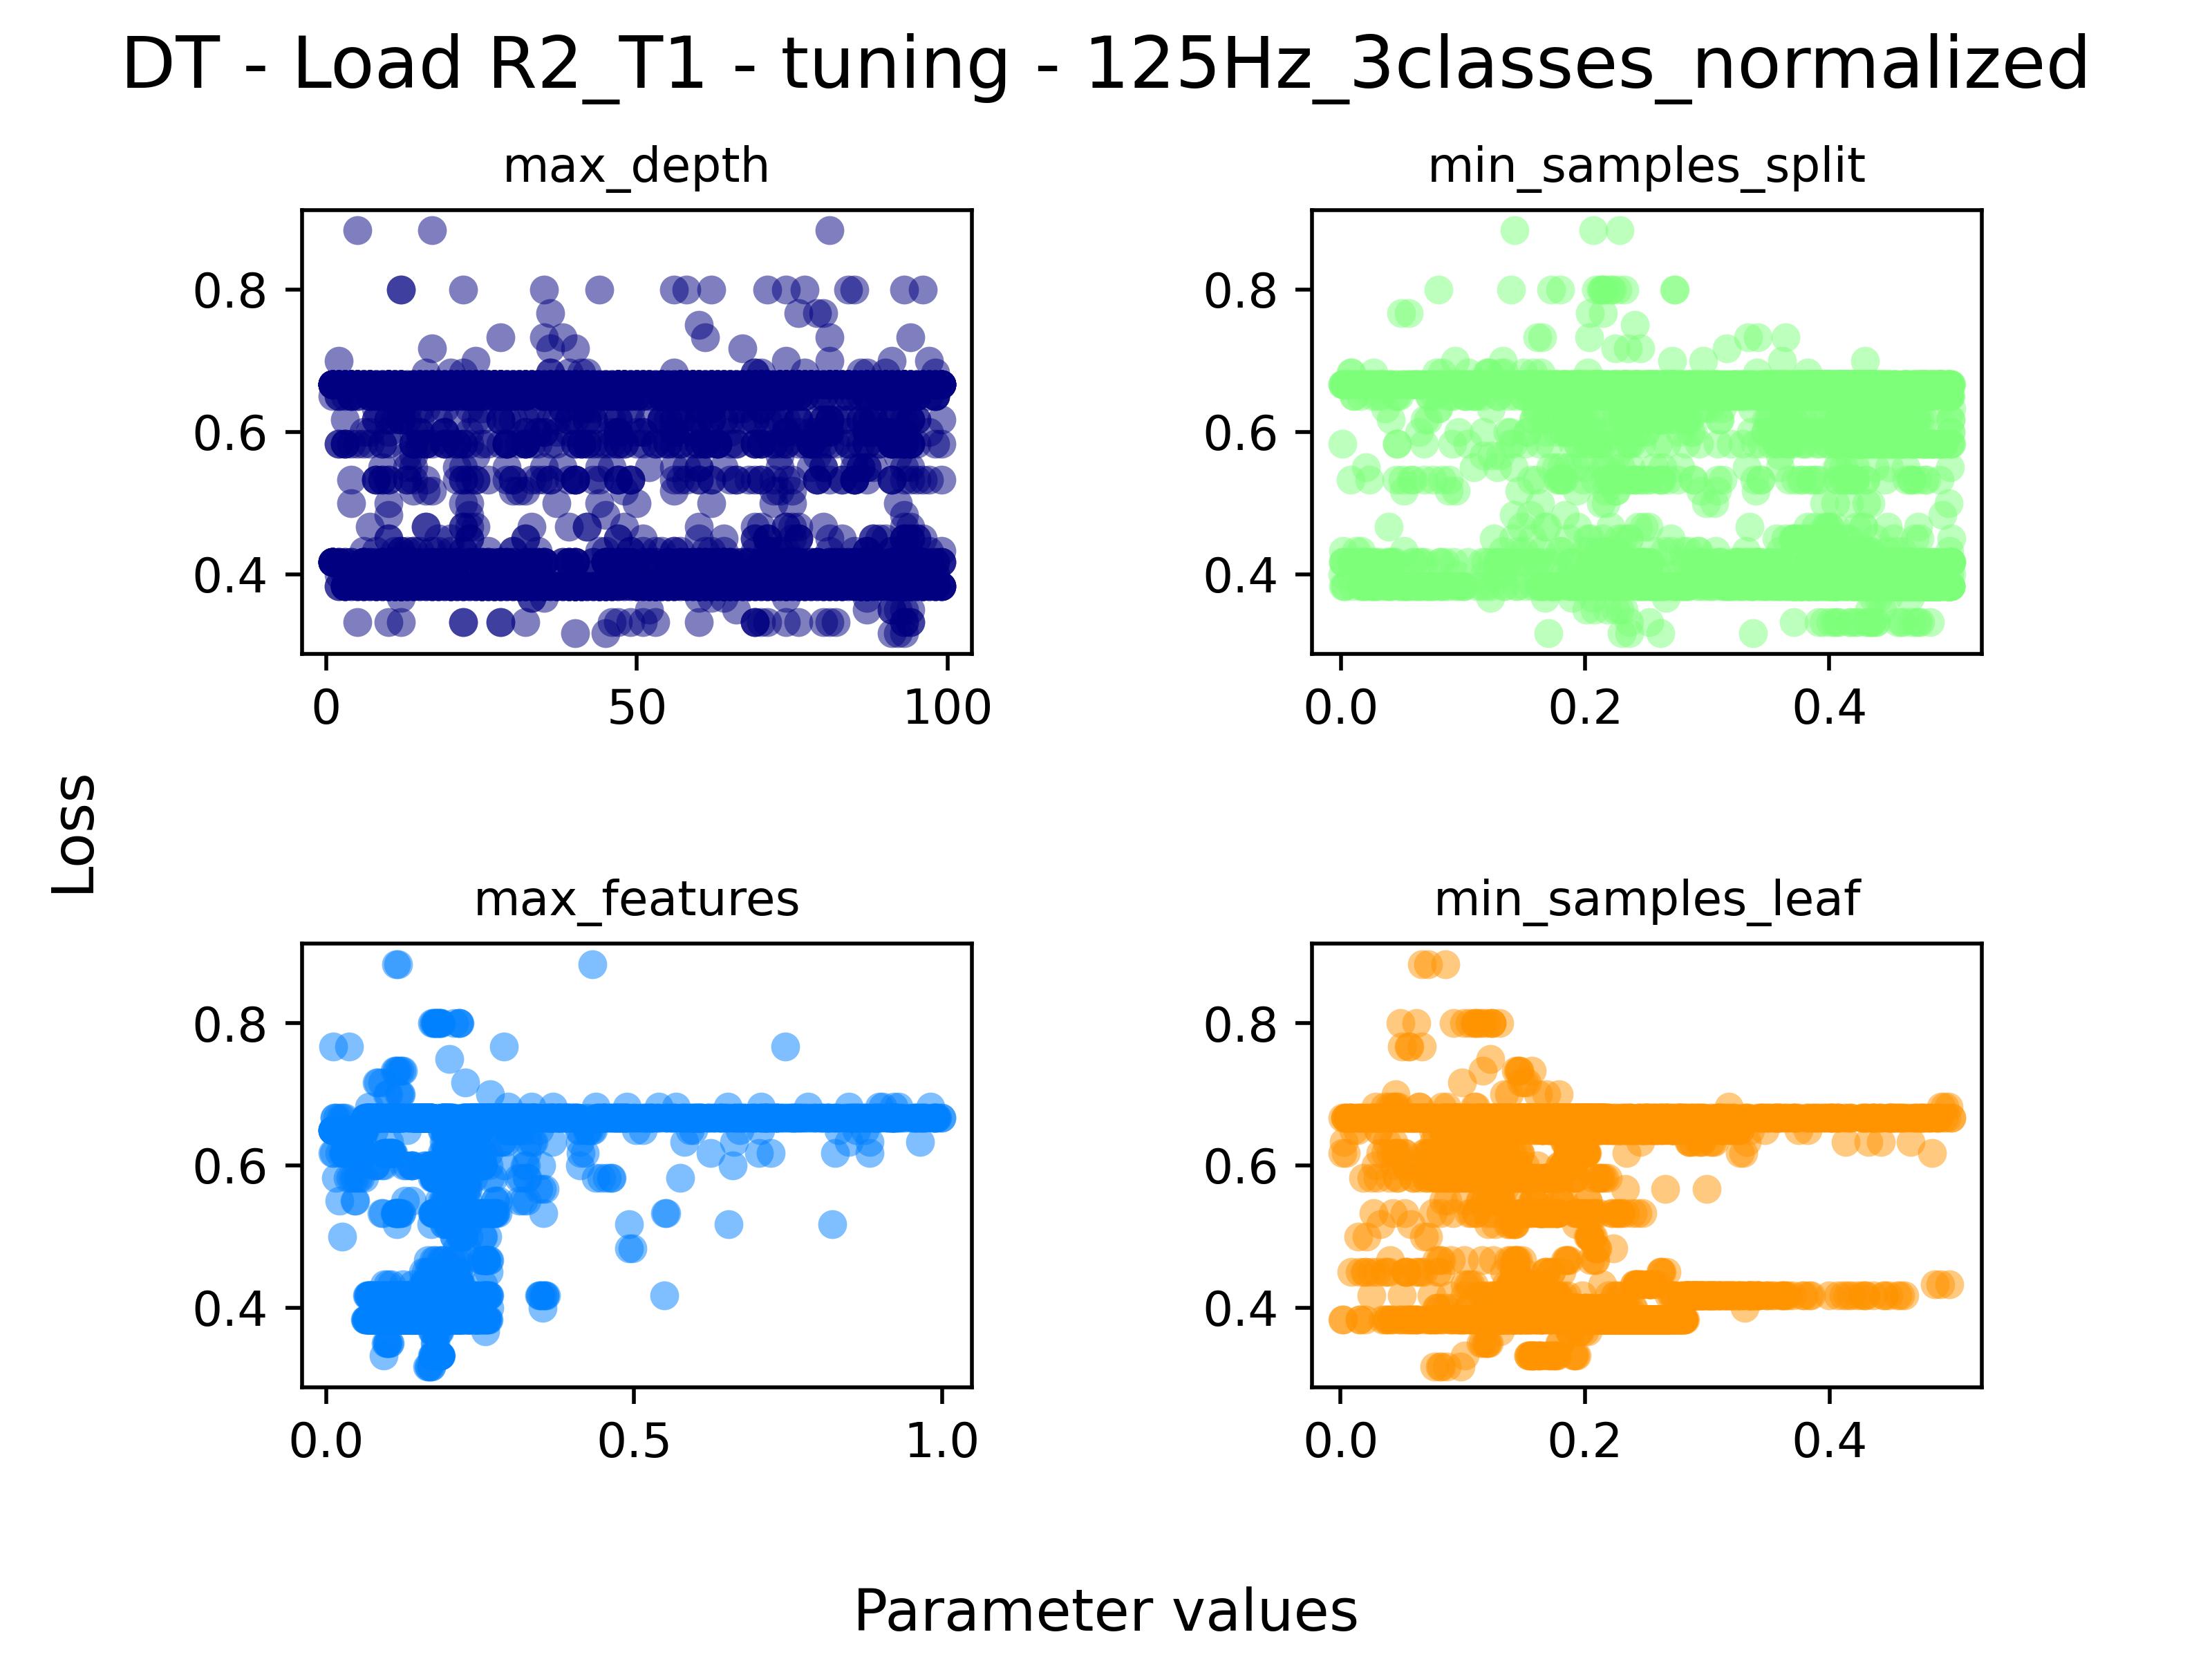 DT - Load R2_T1 - tuning - 125Hz_3classes_normalized
max_depth
0.8
0.6
0.4
0 50 100
min_samples_split
0.8
0.6
0.4
0.0 0.2 0.4
Loss
max_features
0.8
0.6
0.4
0.0 0.5 1.0
min_samples_leaf
0.8
0.6
0.4
0.0 0.2 0.4
Parameter values